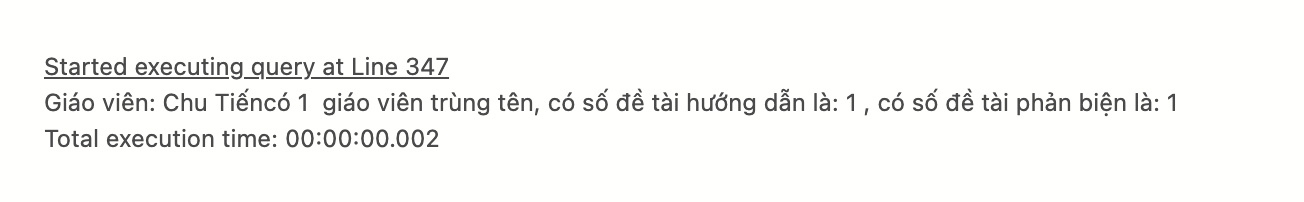 Started executing query at Line 347
Giáo viên: Chu Tiếncó 1  giáo viên trùng tên, có số đề tài hướng dẫn là: 1 , có số đề tài phản biện là: 1
Total execution time: 00:00:00.002